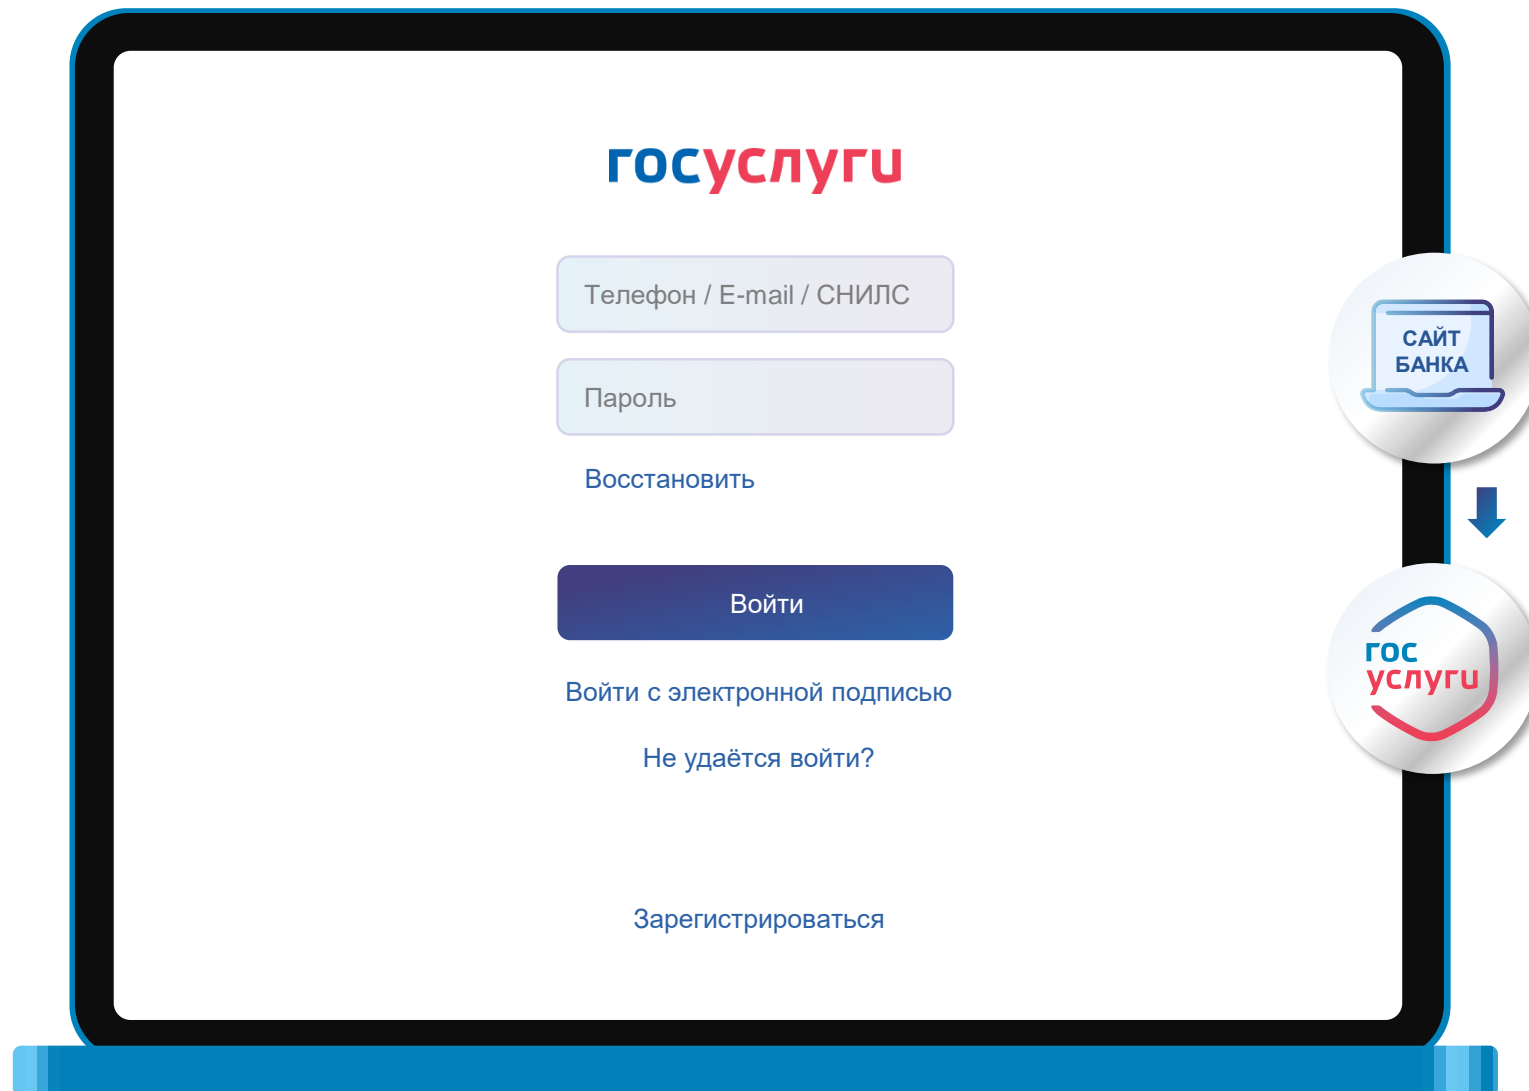 госуслуги
Телефон / E-mail / СНИЛС
Пароль
Восстановить
Войти
Войти с электронной подписью
Не удаётся войти?
Зарегистрироваться
САЙТ
БАНКА
гос
услуги